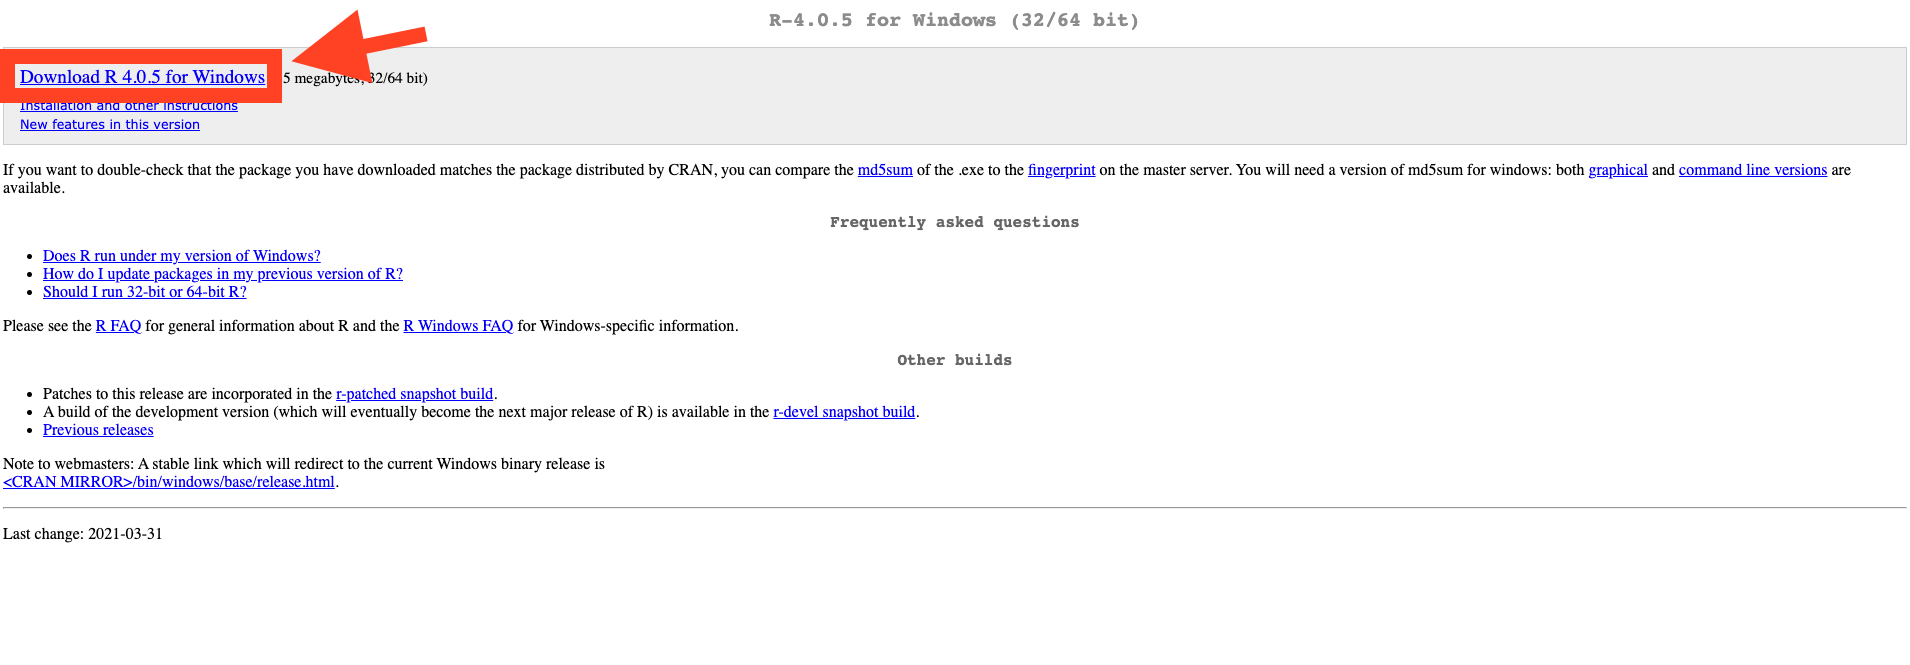 R-4.0.5 for Windows (32/64 bit)
Download R 4.0.5 for Windows 5 megabytes, 32/64 bit)
Installation and other instructions
New features in this version
If you want to double-check that the package you have downloaded matches the package distributed by CRAN, you can compare the md5sum of the .exe to the fingerprint on the master server. You will need a version of md5sum for windows: both graphical and command line versions are
available.
Frequently asked questions
Does R run under my version of Windows?
How do I update packages in my previous version of R?
Should I run 32-bit or 64-bit R?
Please see the R FAQ for general information about R and the R Windows FAQ for Windows-specific information.
Other builds
Patches to this release are incorporated in the r-patched snapshot build.
A build of the development version (which will eventually become the next major release of R) is available in the r-devel snapshot build.
Previous releases
Note to webmasters: A stable link which will redirect to the current Windows binary release is
<CRAN MIRROR>/bin/windows/base/release.html.
Last change: 2021-03-31